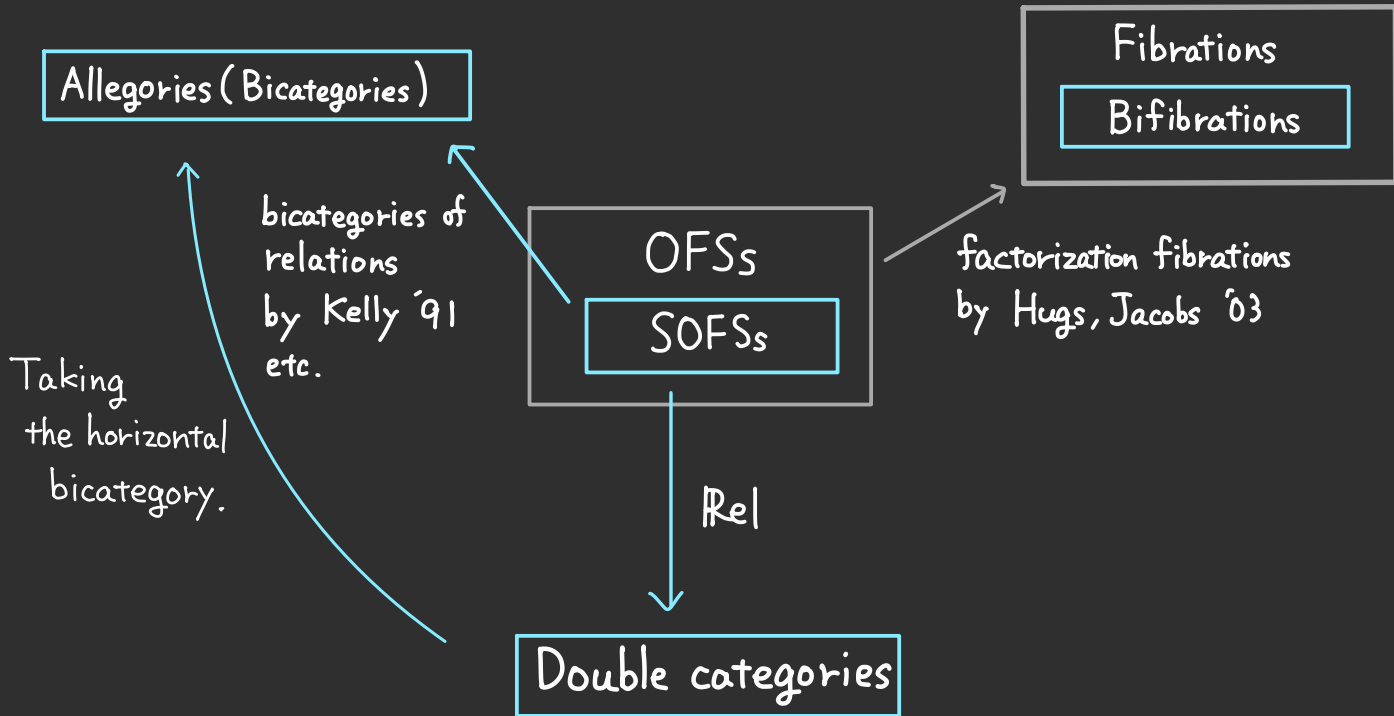 Fibrations
Bifibrations
Allegories (Bicategories)
bicategories of
relations
by Kelly '91
etc.
OFSs
SOFSs
factorization fibrations
by Hugs, Jacobs '03
Taking
the horizontal
bicategory.
ℝel
Double categories